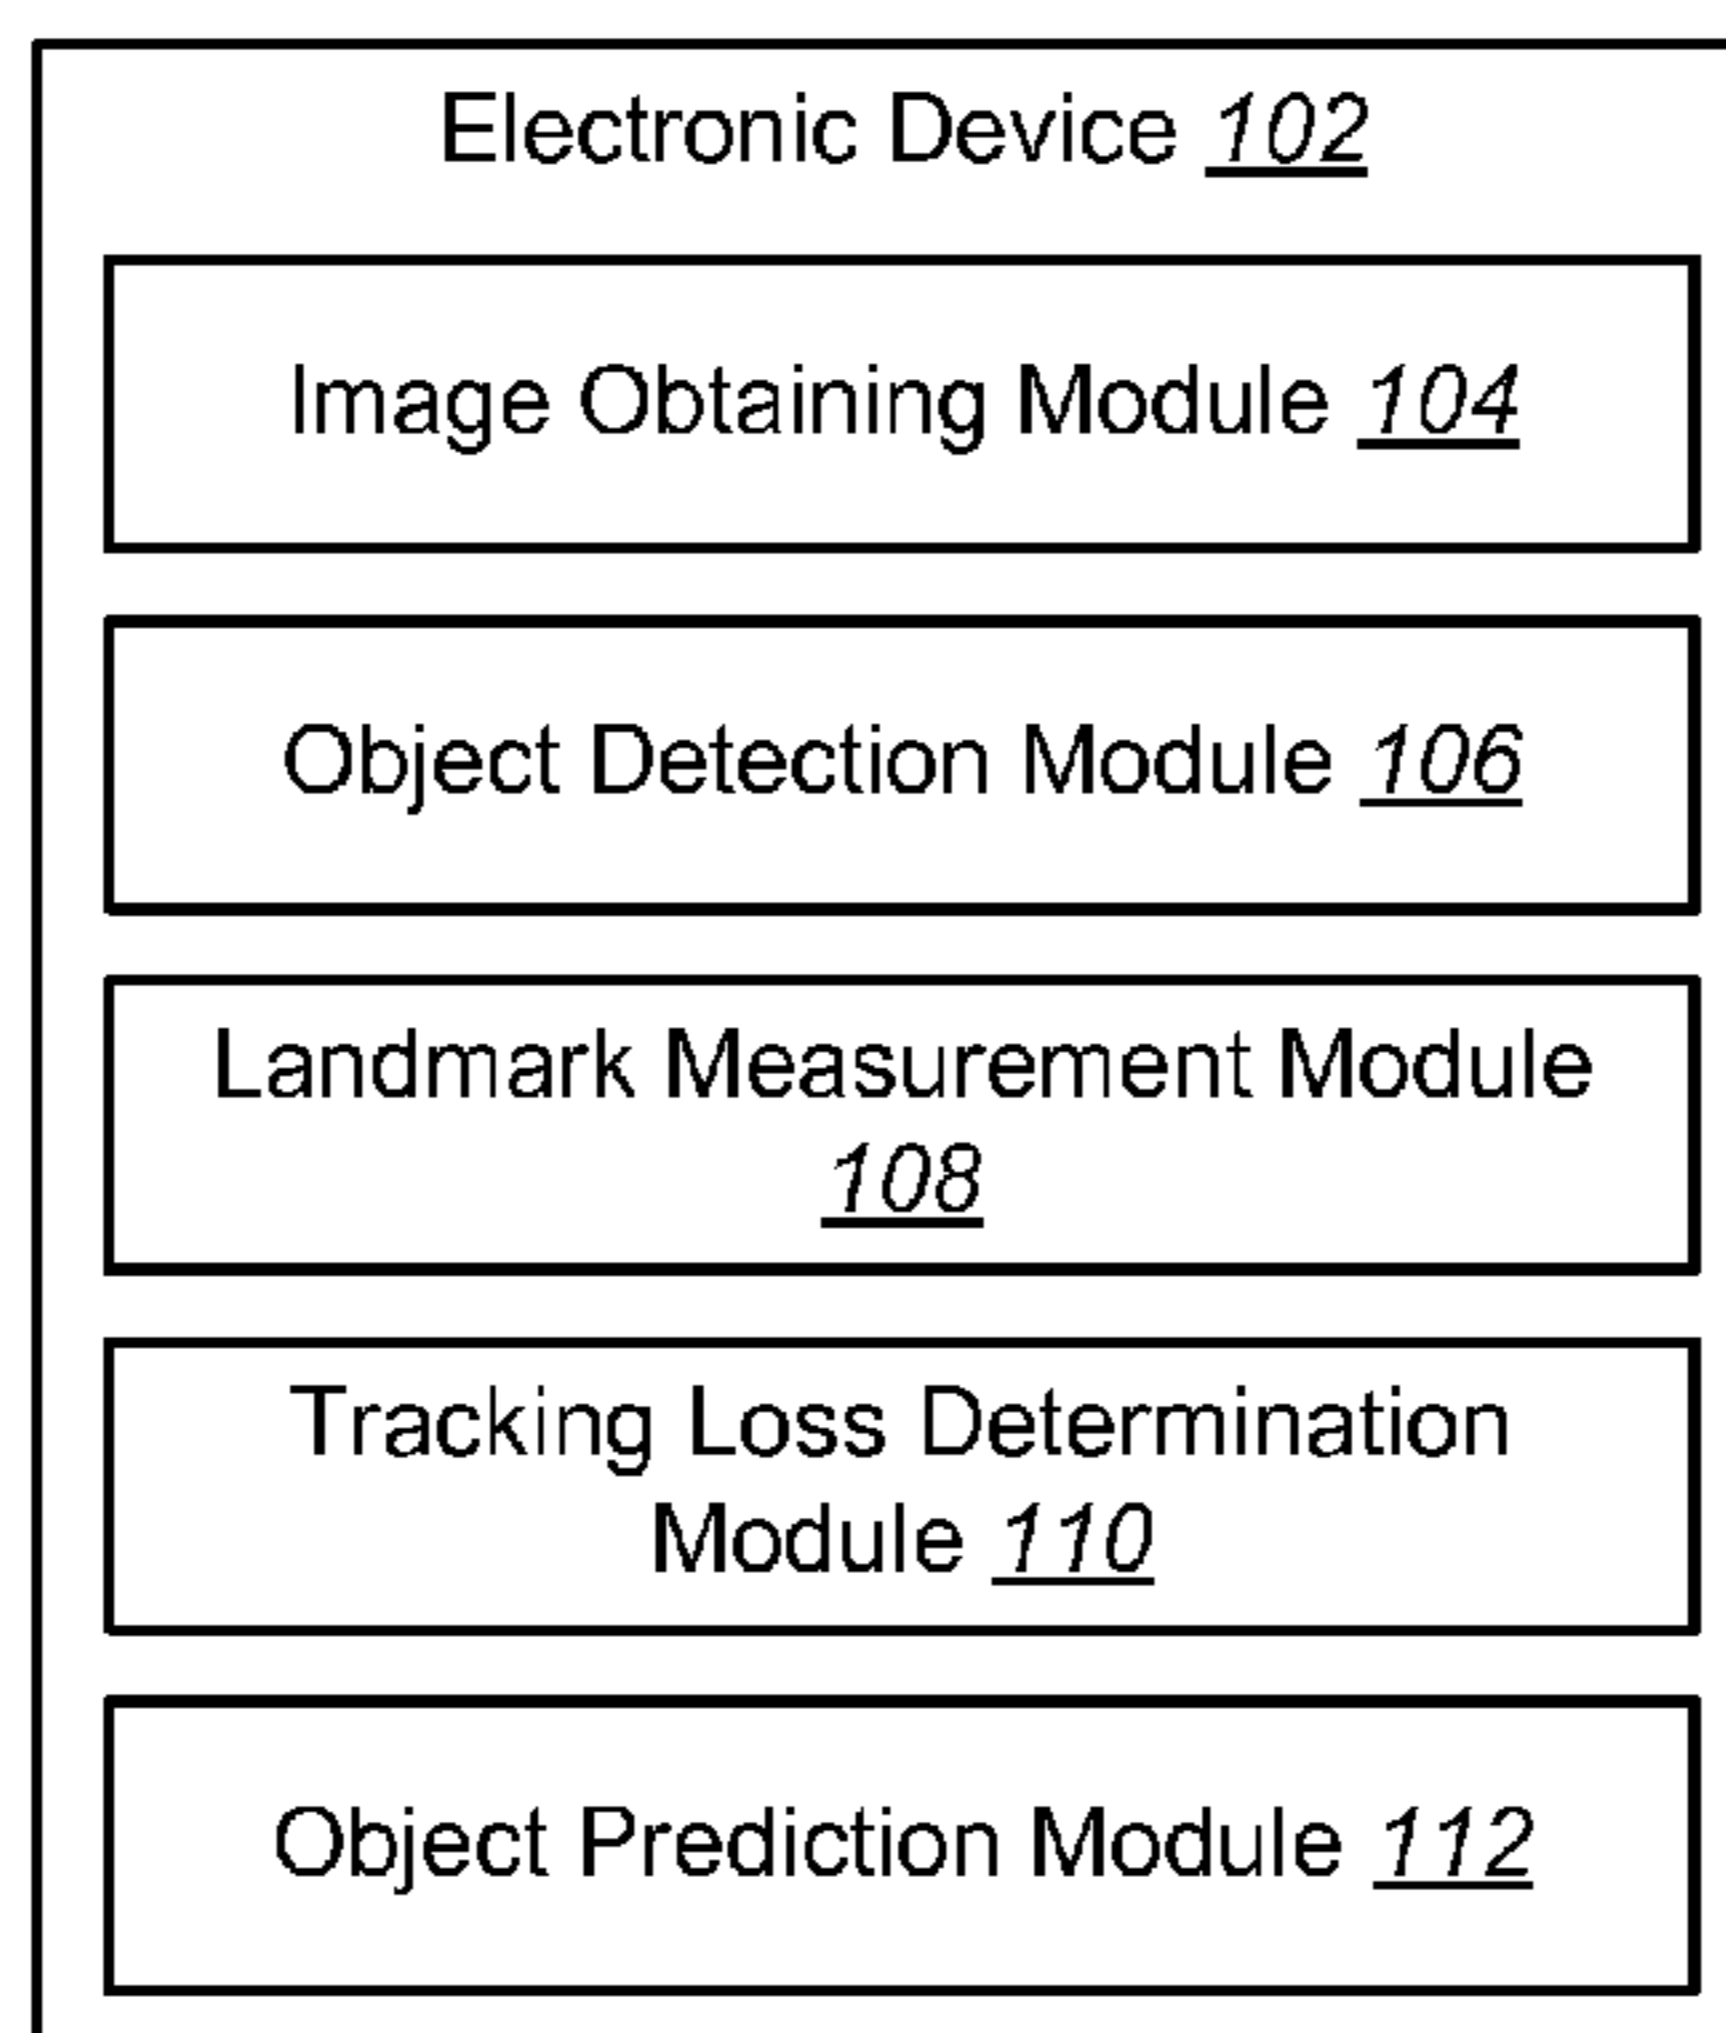 Electronic Device 102
Image Obtaining Module 104
Object Detection Module 106
Landmark Measurement Module
108
Tracking Loss Determination
Module 110
Object Prediction Module 112